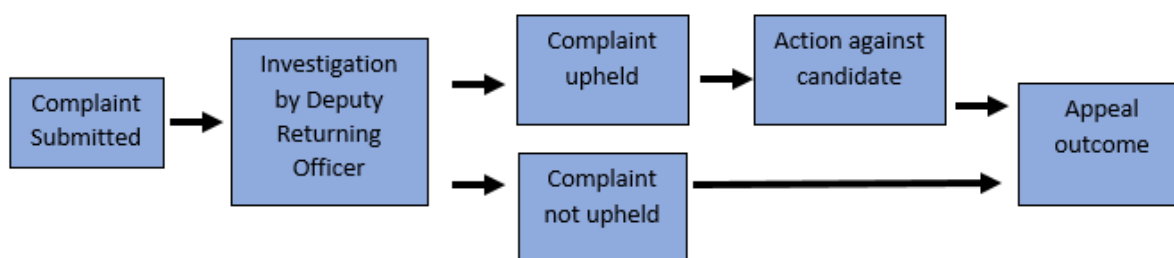 Complaint
Submitted
Investigation
by Deputy
Returning
Officer
Complaint
upheld
Action against
candidate
Complaint
not upheld
Appeal
outcome